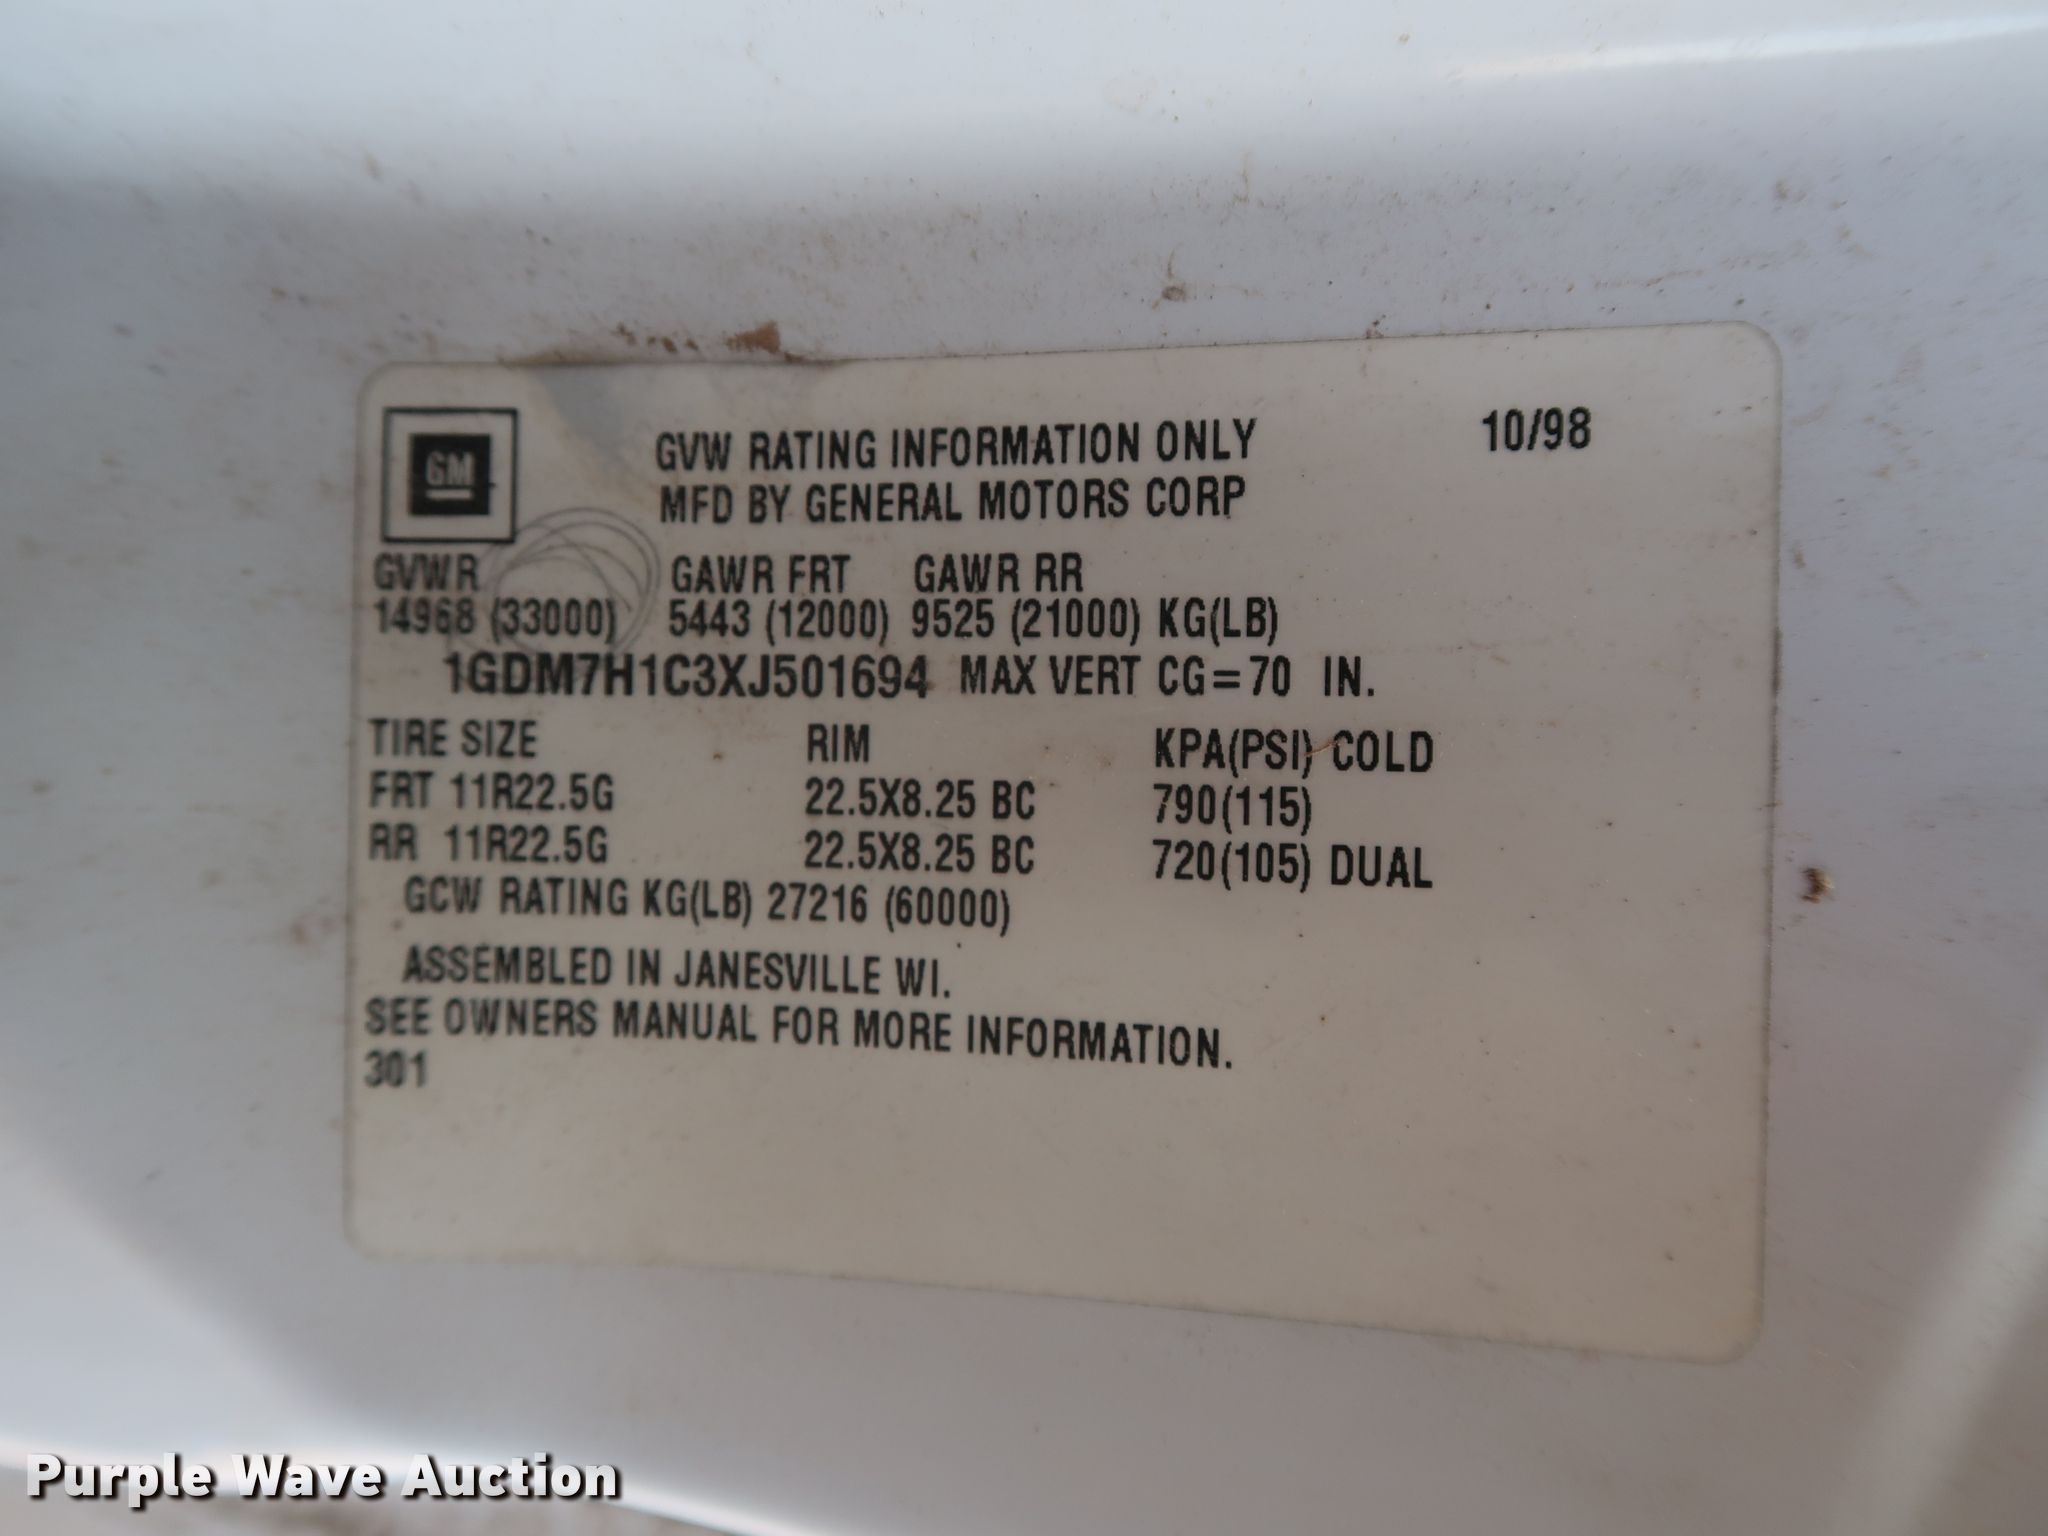 GM
GVW RATING INFORMATION ONLY 10/98
MFD BY GENERAL MOTORS CORP
GVWR GAWR FRT GAWR RR
14968 (33000) 5443 (12000) 9525 (21000) KG(LB)
1GDM7H1C3XJ501694 MAX VERT CG=70 IN.
TIRE SIZE RIM KPA(PSI) COLD
FRT 11R22.5G 22.5X8.25 BC 790(115)
RR 11R22.5G 22.5X8.25 BC 720(105) DUAL
GCW RATING KG(LB) 27216 (60000)
ASSEMBLED IN JANESVILLE WI.
SEE OWNERS MANUAL FOR MORE INFORMATION.
301
Purple Wave Auction